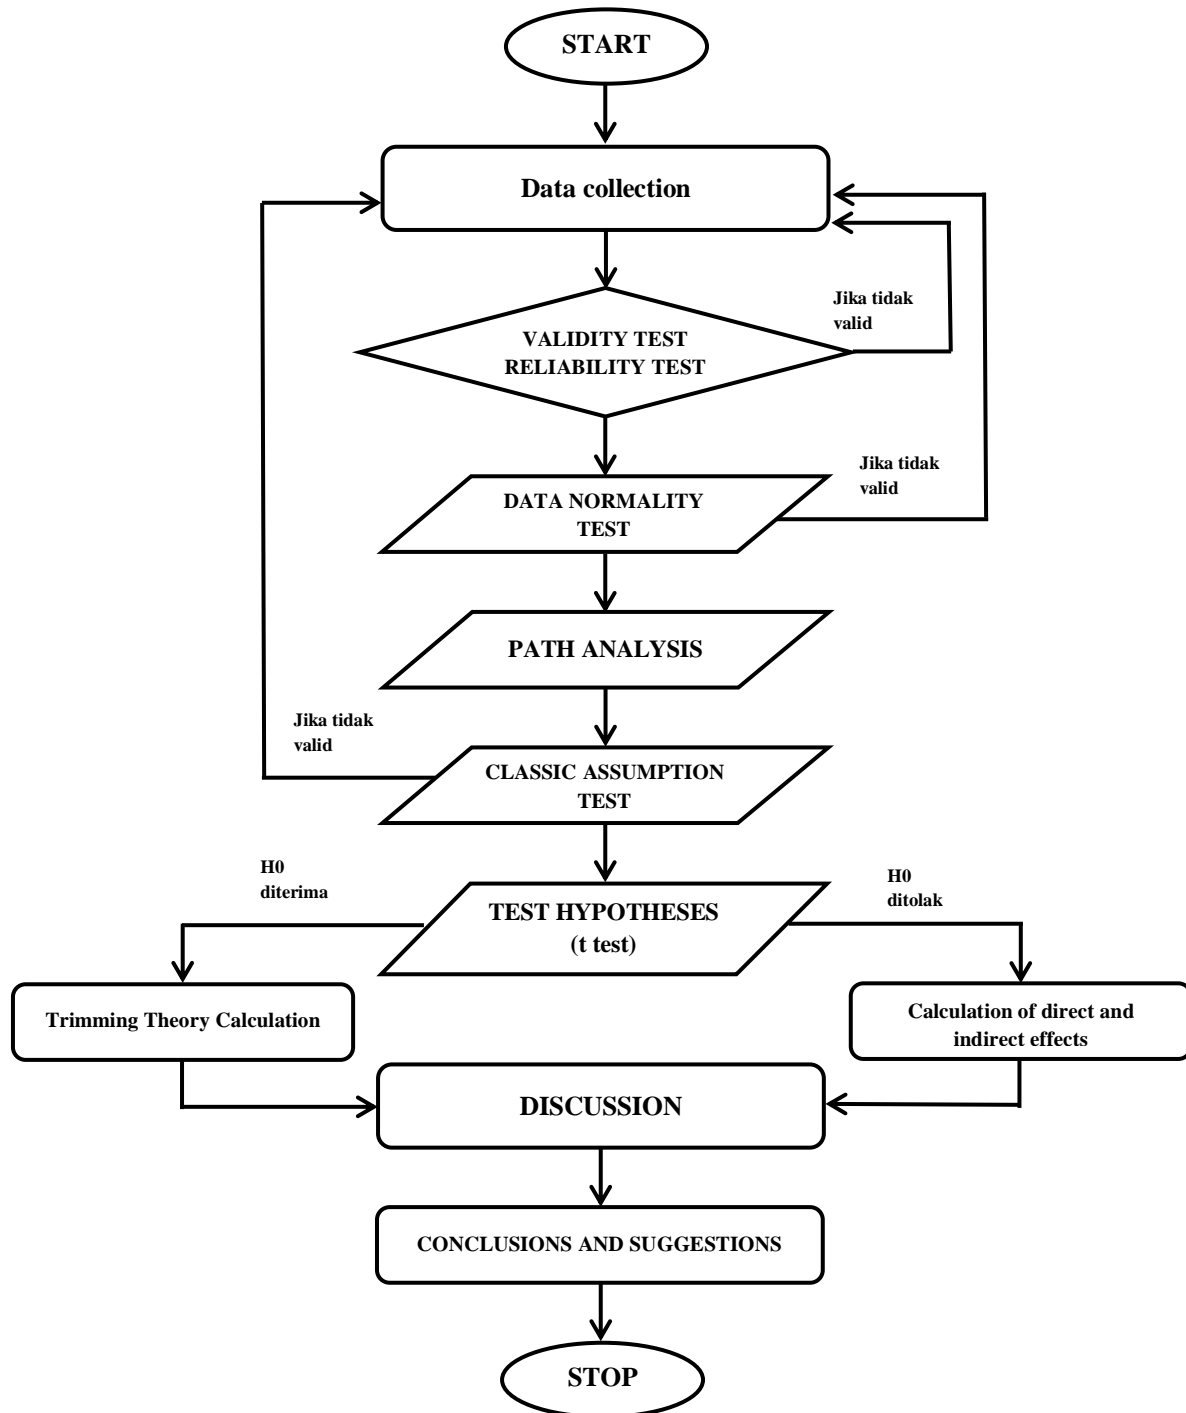 START
Data collection
Jika tidak
valid
VALIDITY TEST
RELIABILITY TEST
Jika tidak
valid
DATA NORMALITY
TEST
PATH ANALYSIS
Jika tidak
valid
CLASSIC ASSUMPTION
TEST
H0
diterima
H0
ditolak
TEST HYPOTHESES
(t test)
Trimming Theory Calculation
Calculation of direct and
indirect effects
DISCUSSION
CONCLUSIONS AND SUGGESTIONS
STOP